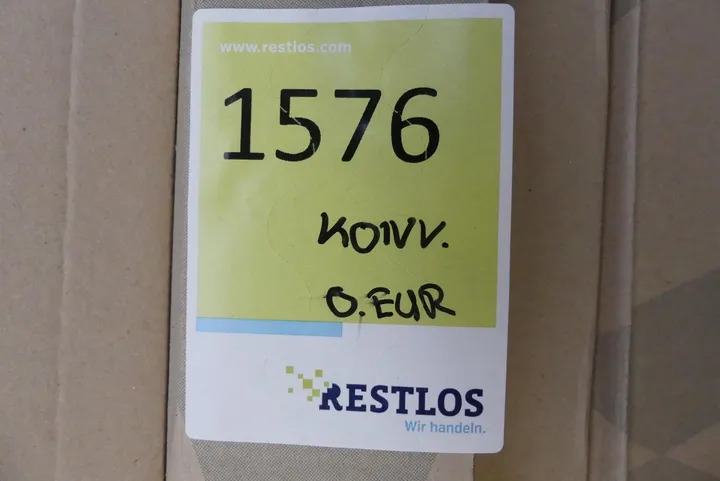 www.restlos.com
1576
KONV.
O.EUR
RESTLOS
Wir handeln.